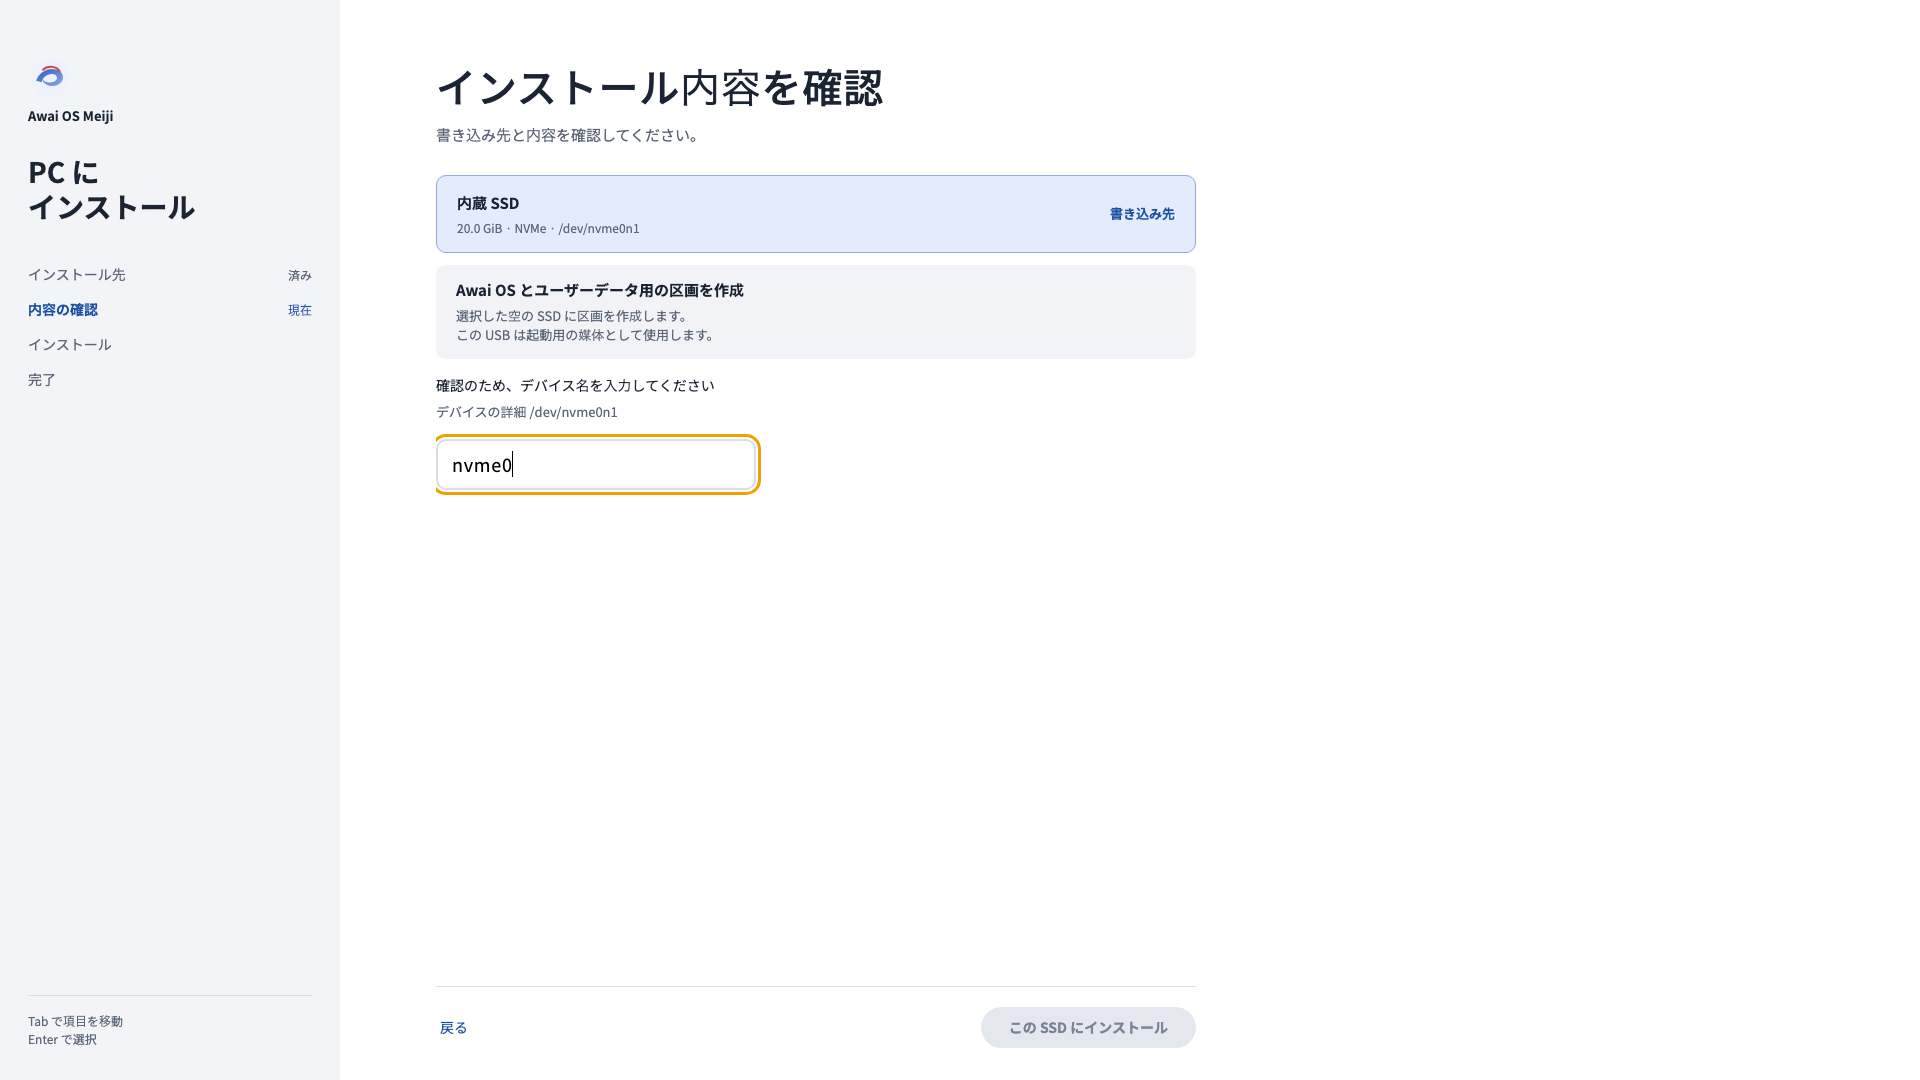 Awai OS Meiji
PC に
インストール
インストール先 済み
内容の確認 現在
インストール
完了
Tab で項目を移動
Enter で選択
インストール内容を確認
書き込み先と内容を確認してください。
内蔵 SSD
20.0 GiB · NVMe · /dev/nvme0n1
書き込み先
Awai OS とユーザーデータ用の区画を作成
選択した空の SSD に区画を作成します。
この USB は起動用の媒体として使用します。
確認のため、デバイス名を入力してください
デバイスの詳細 /dev/nvme0n1
nvme0
戻る
この SSD にインストール